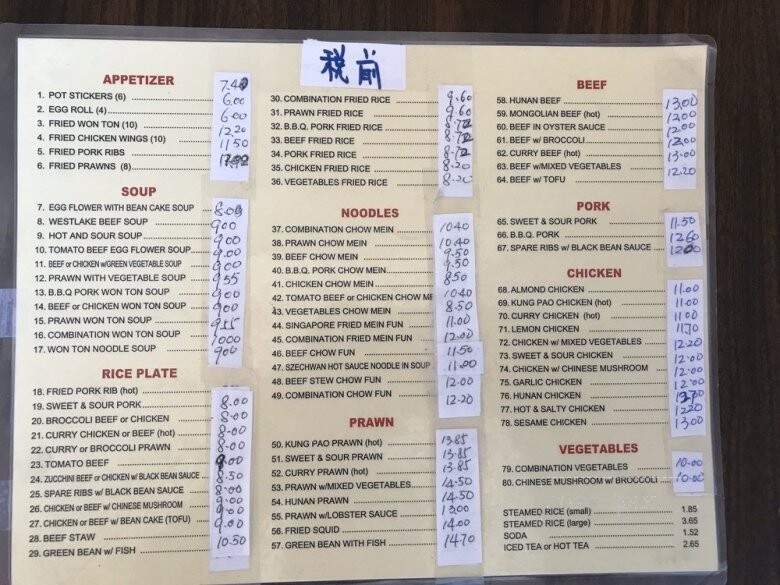 税前
APPETIZER
1. POT STICKERS (6) 7.40
2. EGG ROLL (4) 6.00
3. FRIED WON TON (10) 6.00
4. FRIED CHICKEN WINGS (10) 12.20
5. FRIED PORK RIBS 11.50
6. FRIED PRAWNS (8)
SOUP
7. EGG FLOWER WITH BEAN CAKE SOUP 8.00
8. WESTLAKE BEEF SOUP 900
9. HOT AND SOUR SOUP 900
10. TOMATO BEEF EGG FLOWER SOUP 9.00
11. BEEF or CHICKEN w/GREEN VEGETABLE SOUP 900
12. PRAWN WITH VEGETABLE SOUP 955
13. B.B.Q PORK WON TON SOUP 900
14. BEEF or CHICKEN WON TON SOUP 900
15. PRAWN WON TON SOUP 955
16. COMBINATION WON TON SOUP 1000
17. WON TON NOODLE SOUP 900
RICE PLATE
18. FRIED PORK RIB (hot)
19. SWEET & SOUR PORK 8.00
20. BROCCOLI BEEF or CHICKEN 8-00
21. CURRY CHICKEN or BEEF (hot) 8-00
22. CURRY or BROCCOLI PRAWN 8-00
23. TOMATO BEEF 9.00
24. ZUCCHINI BEEF or CHICKEN w/ BLACK BEAN SAUCE 8.50
25. SPARE RIBS w/ BLACK BEAN SAUCE 8.00
26. CHICKEN or BEEF w/ CHINESE MUSHROOM 9.00
27. CHICKEN or BEEF w/ BEAN CAKE (TOFU) 9.00
28. BEEF STAW 9.00
29. GREEN BEAN w/ FISH 10.50
30. COMBINATION FRIED RICE 9.60
31. PRAWN FRIED RICE 9.60
32. B.B.Q. PORK FRIED RICE 8.72
33. BEEF FRIED RICE 8.72
34. PORK FRIED RICE 8.72
35. CHICKEN FRIED RICE 8.20
36. VEGETABLES FRIED RICE 8.20
NOODLES
37. COMBINATION CHOW MEIN 10.40
38. PRAWN CHOW MEIN 10.40
39. BEEF CHOW MEIN 9.50
40. B.B.Q. PORK CHOW MEIN 9.50
41. CHICKEN CHOW MEIN 850
42. TOMATO BEEF or CHICKEN CHOW ME 10.40
43. VEGETABLES CHOW MEIN 8.50
44. SINGAPORE FRIED MEIN FUN 11.00
45. COMBINATION FRIED MEIN FUN 12.00
46. BEEF CHOW FUN 11.50
47. SZECHWAN HOT SAUCE NOODLE IN SOUP 11.00
48. BEEF STEW CHOW FUN 12.00
49. COMBINATION CHOW FUN 12.20
PRAWN
50. KUNG PAO PRAWN (hot) 13.85
51. SWEET & SOUR PRAWN 13.85
52. CURRY PRAWN (hot) 13.85
53. PRAWN w/MIXED VEGETABLES 14.50
54. HUNAN PRAWN 14.50
55. PRAWN w/LOBSTER SAUCE 13.00
56. FRIED SQUID 14.00
57. GREEN BEAN WITH FISH 1470
BEEF
58. HUNAN BEEF 13.00
59. MONGOLIAN BEEF (hot) 12.00
60. BEEF IN OYSTER SAUCE 12.00
61. BEEF w/ BROCCOLI 12.00
62. CURRY BEEF (hot) 13.00
63. BEEF w/MIXED VEGETABLES 12.20
64. BEEF w/ TOFU
PORK
65. SWEET & SOUR PORK 11.50
66. B.B.Q. PORK 12.60
67. SPARE RIBS w/ BLACK BEAN SAUCE 12.00
CHICKEN
68. ALMOND CHICKEN 11.00
69. KUNG PAO CHICKEN (hot) 11.00
70. CURRY CHICKEN (hot) 11.00
71. LEMON CHICKEN 11.70
72. CHICKEN w/ MIXED VEGETABLES 12.20
73. SWEET & SOUR CHICKEN 12.00
74. CHICKEN w/ CHINESE MUSHROOM 12.00
75. GARLIC CHICKEN 12.00
76. HUNAN CHICKEN
77. HOT & SALTY CHICKEN 12.20
78. SESAME CHICKEN 13.00
VEGETABLES
79. COMBINATION VEGETABLES 10.00
80. CHINESE MUSHROOM w/ BROCCOLI 10.00
STEAMED RICE (small) 1.85
STEAMED RICE (large) 3.65
SODA 1.52
ICED TEA or HOT TEA 2.65